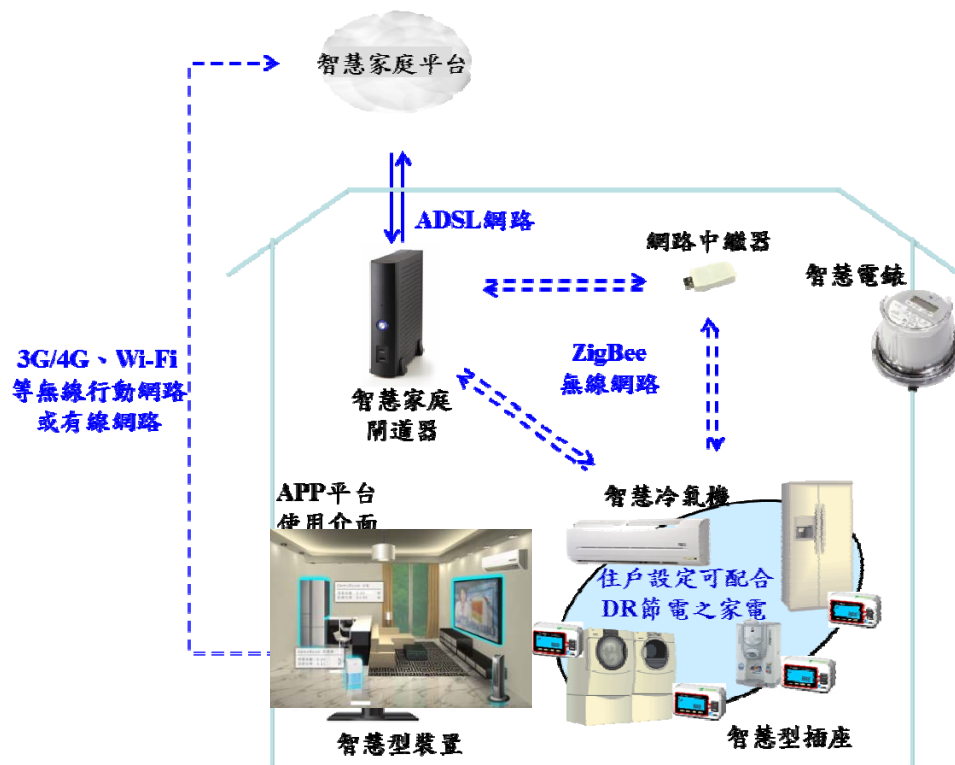 智慧家庭平台
ADSL網路
網路中繼器
智慧電錶
3G/4G、Wi-Fi
等無線行動網路
或有線網路
ZigBee
無線網路
智慧家庭
閘道器
APP平台
使用介面
智慧冷氣機
住戶設定可配合
DR節電之家電
智慧型裝置
智慧型插座